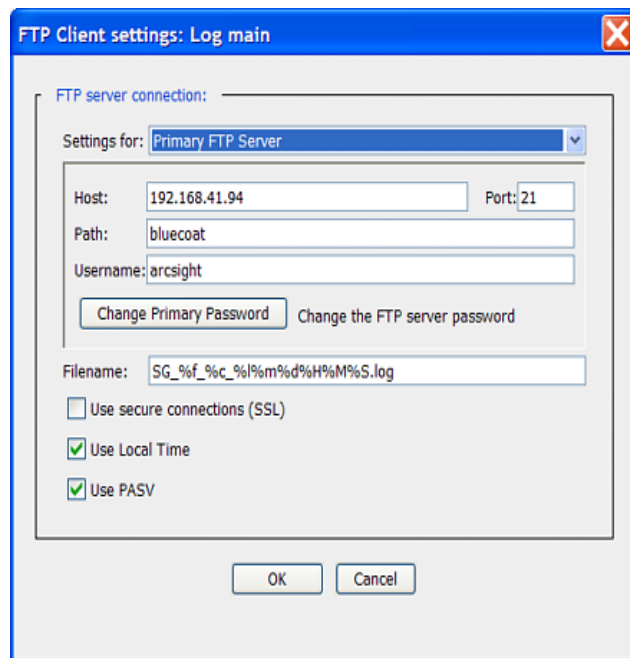 FTP Client settings: Log main
FTP server connection:
Settings for: Primary FTP Server
Host: 192.168.41.94 Port: 21
Path: bluecoat
Username: arcsight
Change Primary Password Change the FTP server password
Filename: SG_%f_%c_%l%m%d%H%M%S.log
Use secure connections (SSL)
Use Local Time
Use PASV
OK Cancel